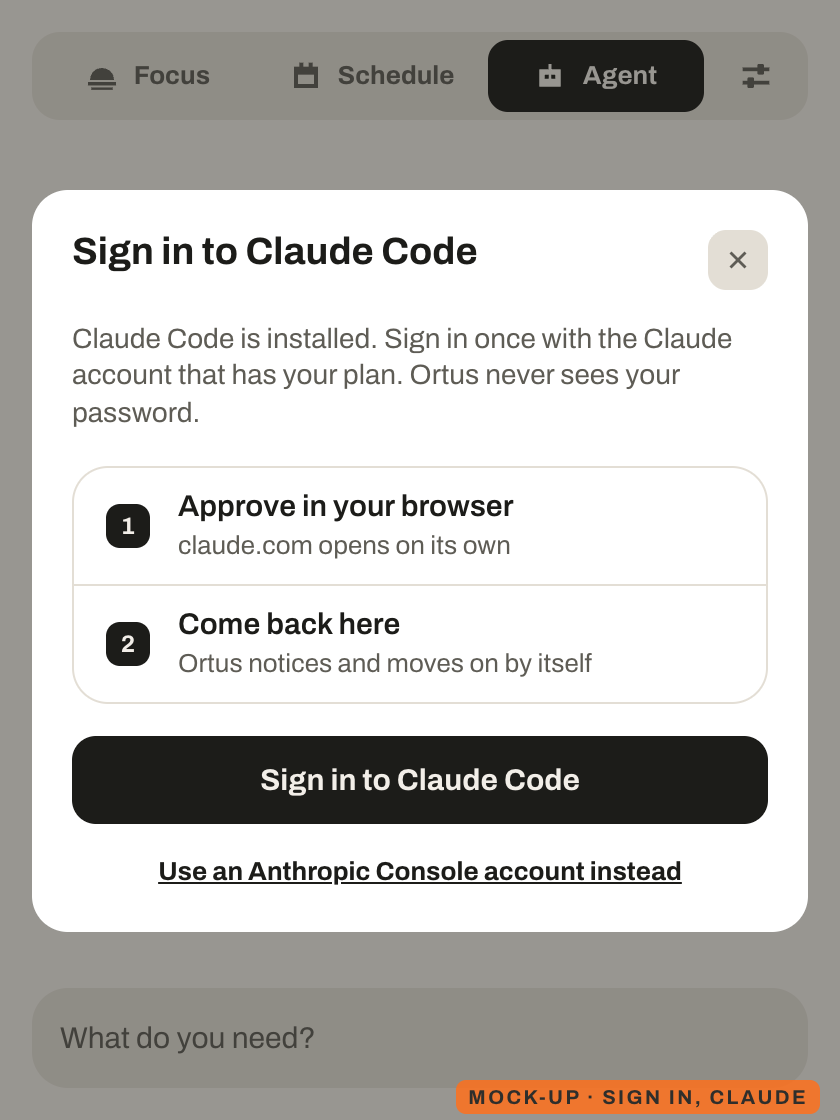 Focus
Schedule
Agent
Sign in to Claude Code
Claude Code is installed. Sign in once with the Claude
account that has your plan. Ortus never sees your
password.
1
Approve in your browser
claude.com opens on its own
2
Come back here
Ortus notices and moves on by itself
Sign in to Claude Code
Use an Anthropic Console account instead
What do you need?
MOCK-UP · SIGN IN, CLAUDE